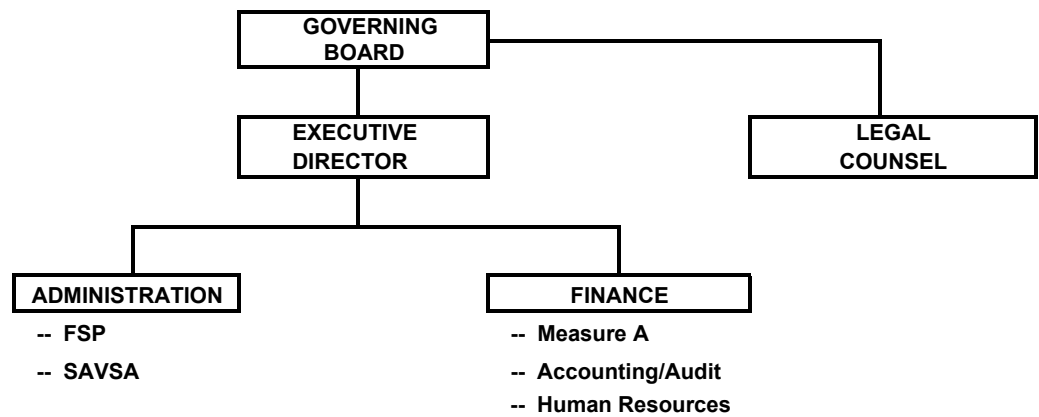 GOVERNING
BOARD
EXECUTIVE
DIRECTOR
LEGAL
COUNSEL
ADMINISTRATION
-- FSP
-- SAVSA
FINANCE
-- Measure A
-- Accounting/Audit
-- Human Resources